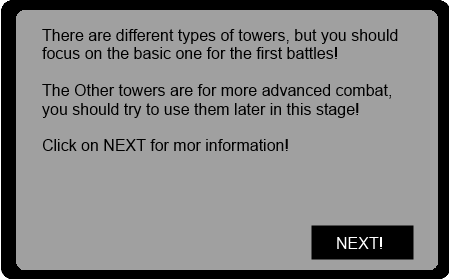 There are different types of towers, but you should
focus on the basic one for the first battles!
The Other towers are for more advanced combat,
you should try to use them later in this stage!
Click on NEXT for mor information!
NEXT!